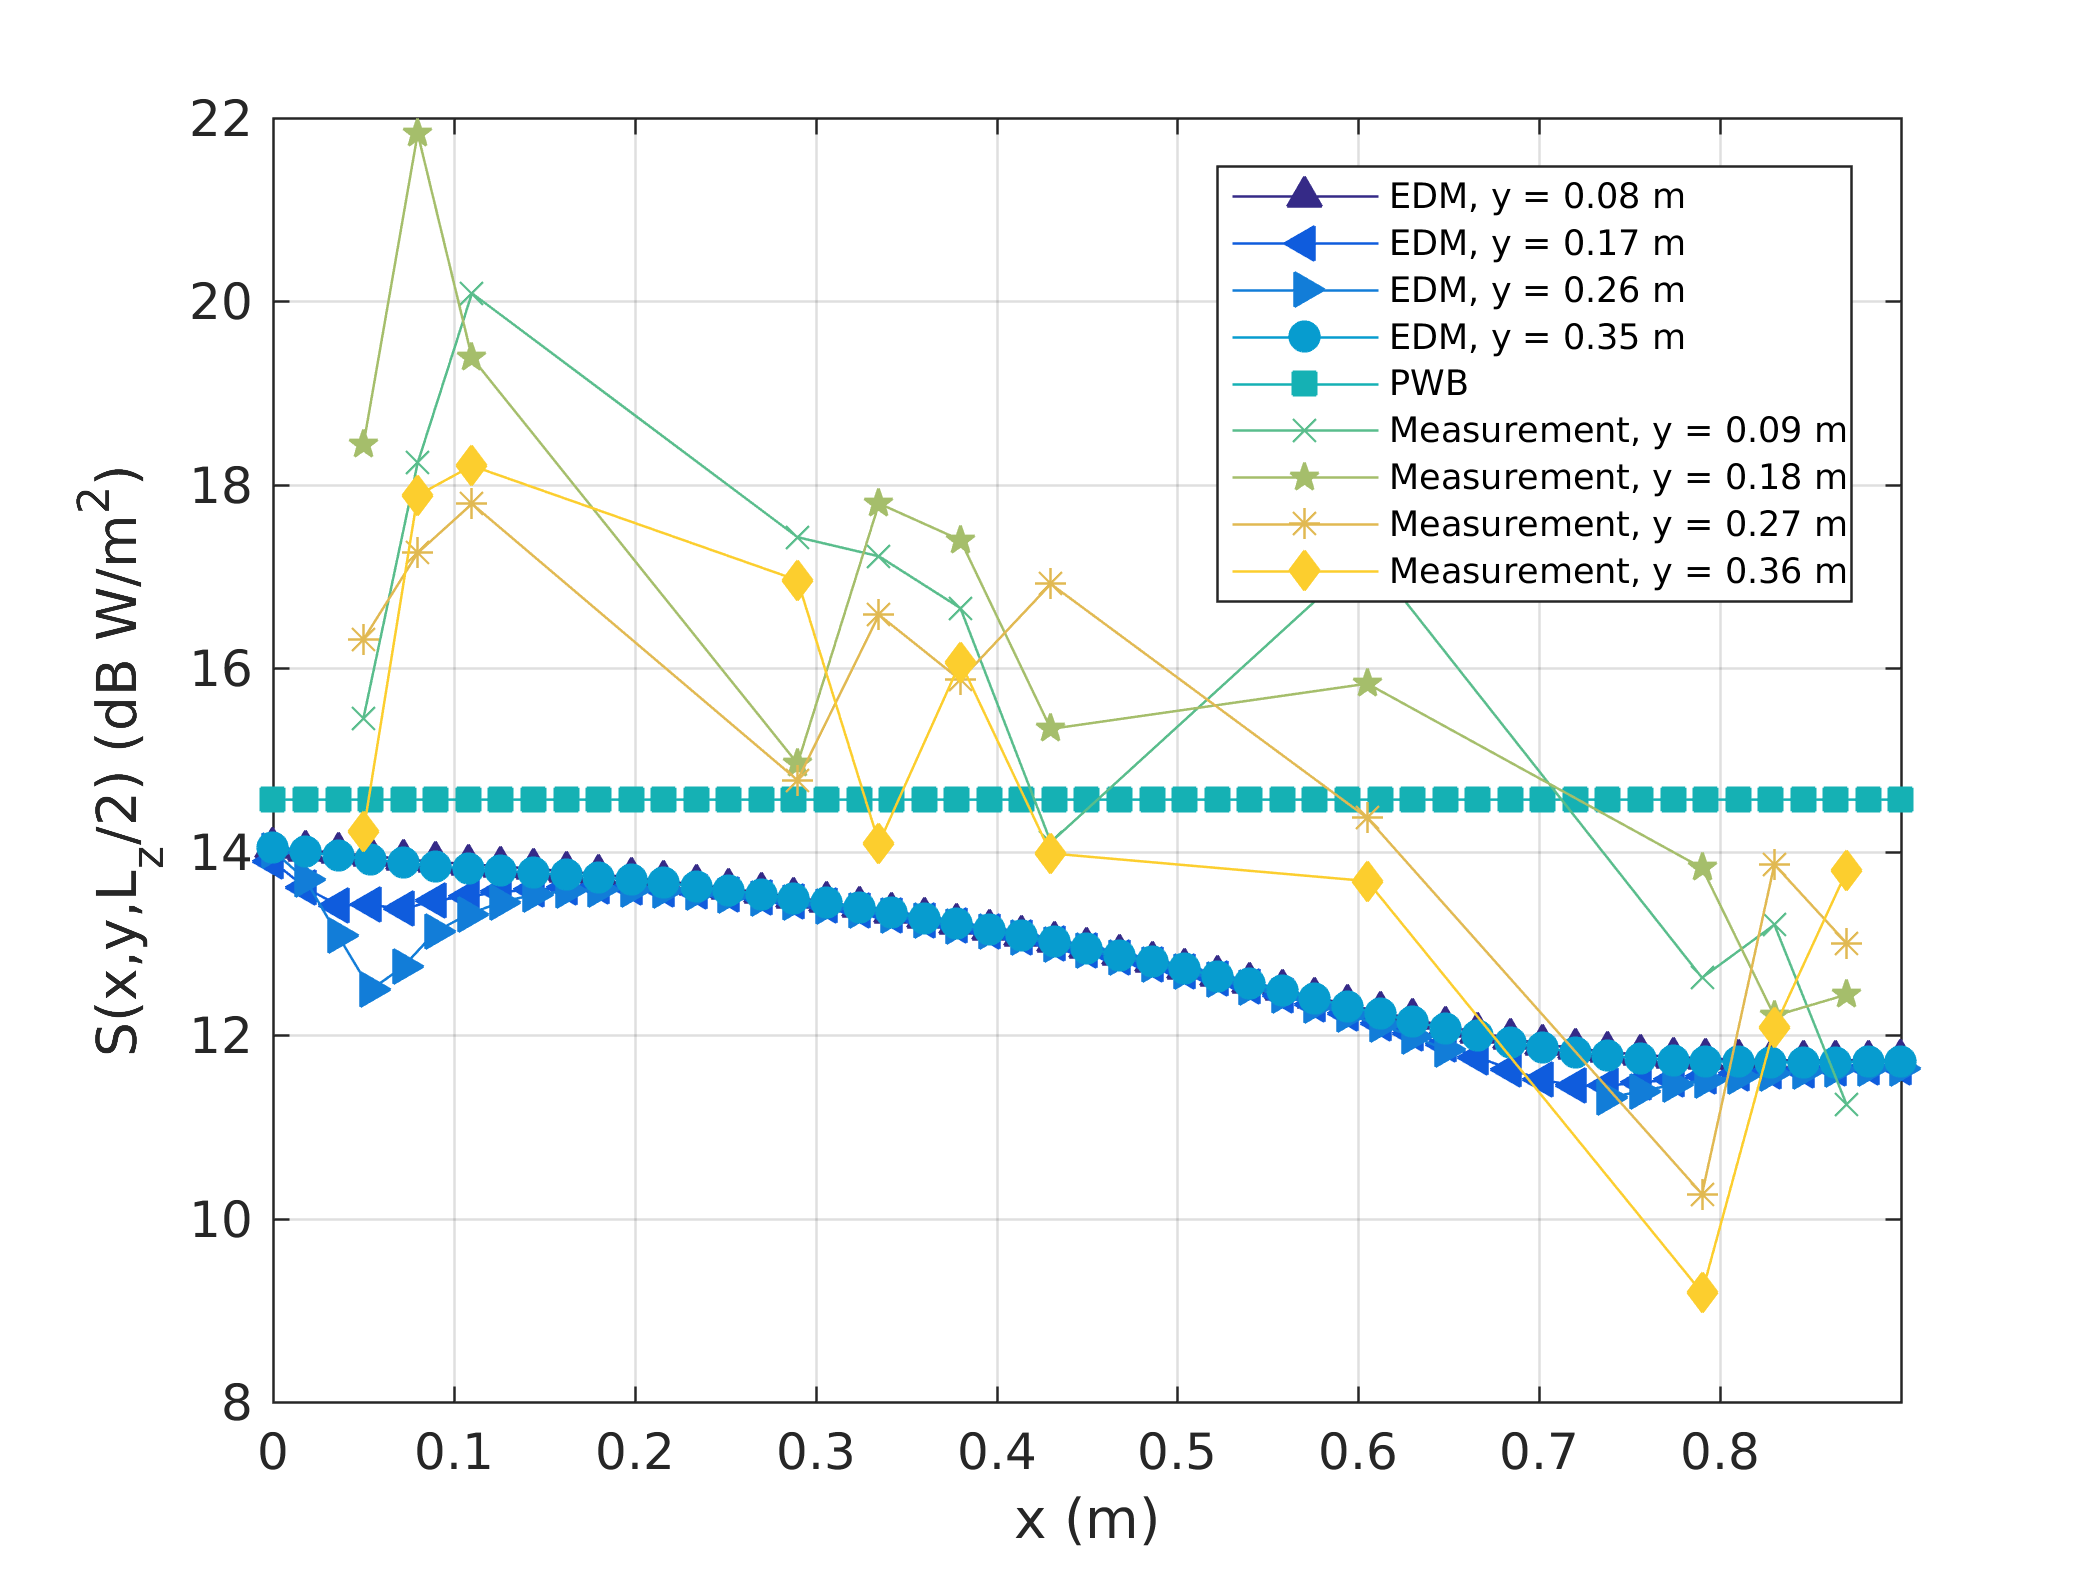 22
20
18
16
14
12
10
8
0 0.1 0.2 0.3 0.4 0.5 0.6 0.7 0.8
x (m)
S(x,y,L_z/2) (dB W/m^2)
EDM, y = 0.08 m
EDM, y = 0.17 m
EDM, y = 0.26 m
EDM, y = 0.35 m
PWB
Measurement, y = 0.09 m
Measurement, y = 0.18 m
Measurement, y = 0.27 m
Measurement, y = 0.36 m